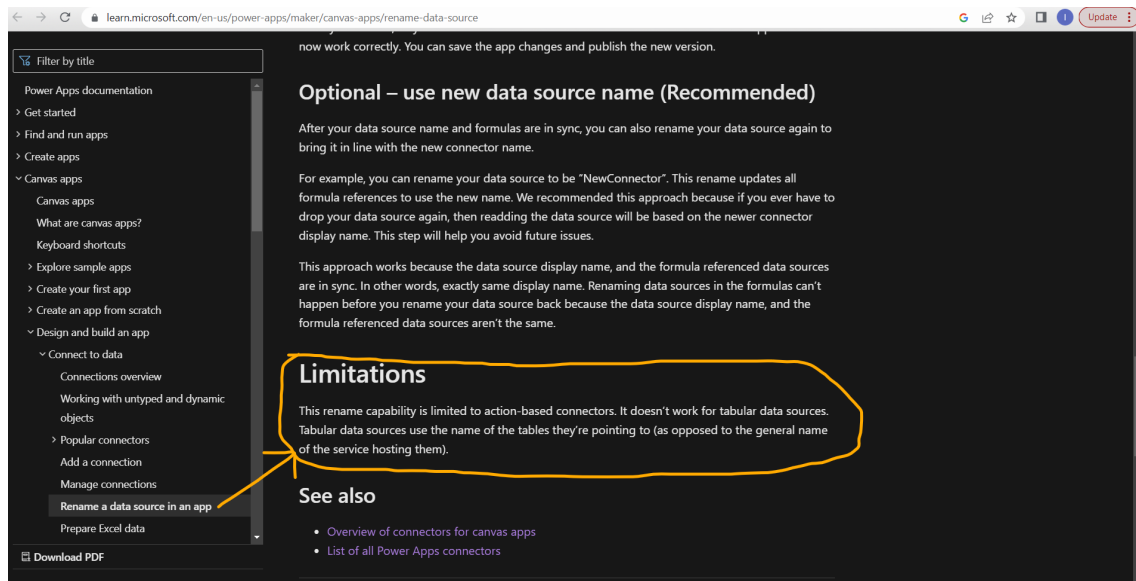 learn.microsoft.com/en-us/power-apps/maker/canvas-apps/rename-data-source
G
I
Update
Filter by title
Power Apps documentation
Get started
Find and run apps
Create apps
Canvas apps
Canvas apps
What are canvas apps?
Keyboard shortcuts
Explore sample apps
Create your first app
Create an app from scratch
Design and build an app
Connect to data
Connections overview
Working with untyped and dynamic
objects
Popular connectors
Add a connection
Manage connections
Rename a data source in an app
Prepare Excel data
Download PDF
now work correctly. You can save the app changes and publish the new version.
Optional – use new data source name (Recommended)
After your data source name and formulas are in sync, you can also rename your data source again to
bring it in line with the new connector name.
For example, you can rename your data source to be “NewConnector”. This rename updates all
formula references to use the new name. We recommended this approach because if you ever have to
drop your data source again, then readding the data source will be based on the newer connector
display name. This step will help you avoid future issues.
This approach works because the data source display name, and the formula referenced data sources
are in sync. In other words, exactly same display name. Renaming data sources in the formulas can’t
happen before you rename your data source back because the data source display name, and the
formula referenced data sources aren’t the same.
Limitations
This rename capability is limited to action-based connectors. It doesn’t work for tabular data sources.
Tabular data sources use the name of the tables they’re pointing to (as opposed to the general name
of the service hosting them).
See also
Overview of connectors for canvas apps
List of all Power Apps connectors